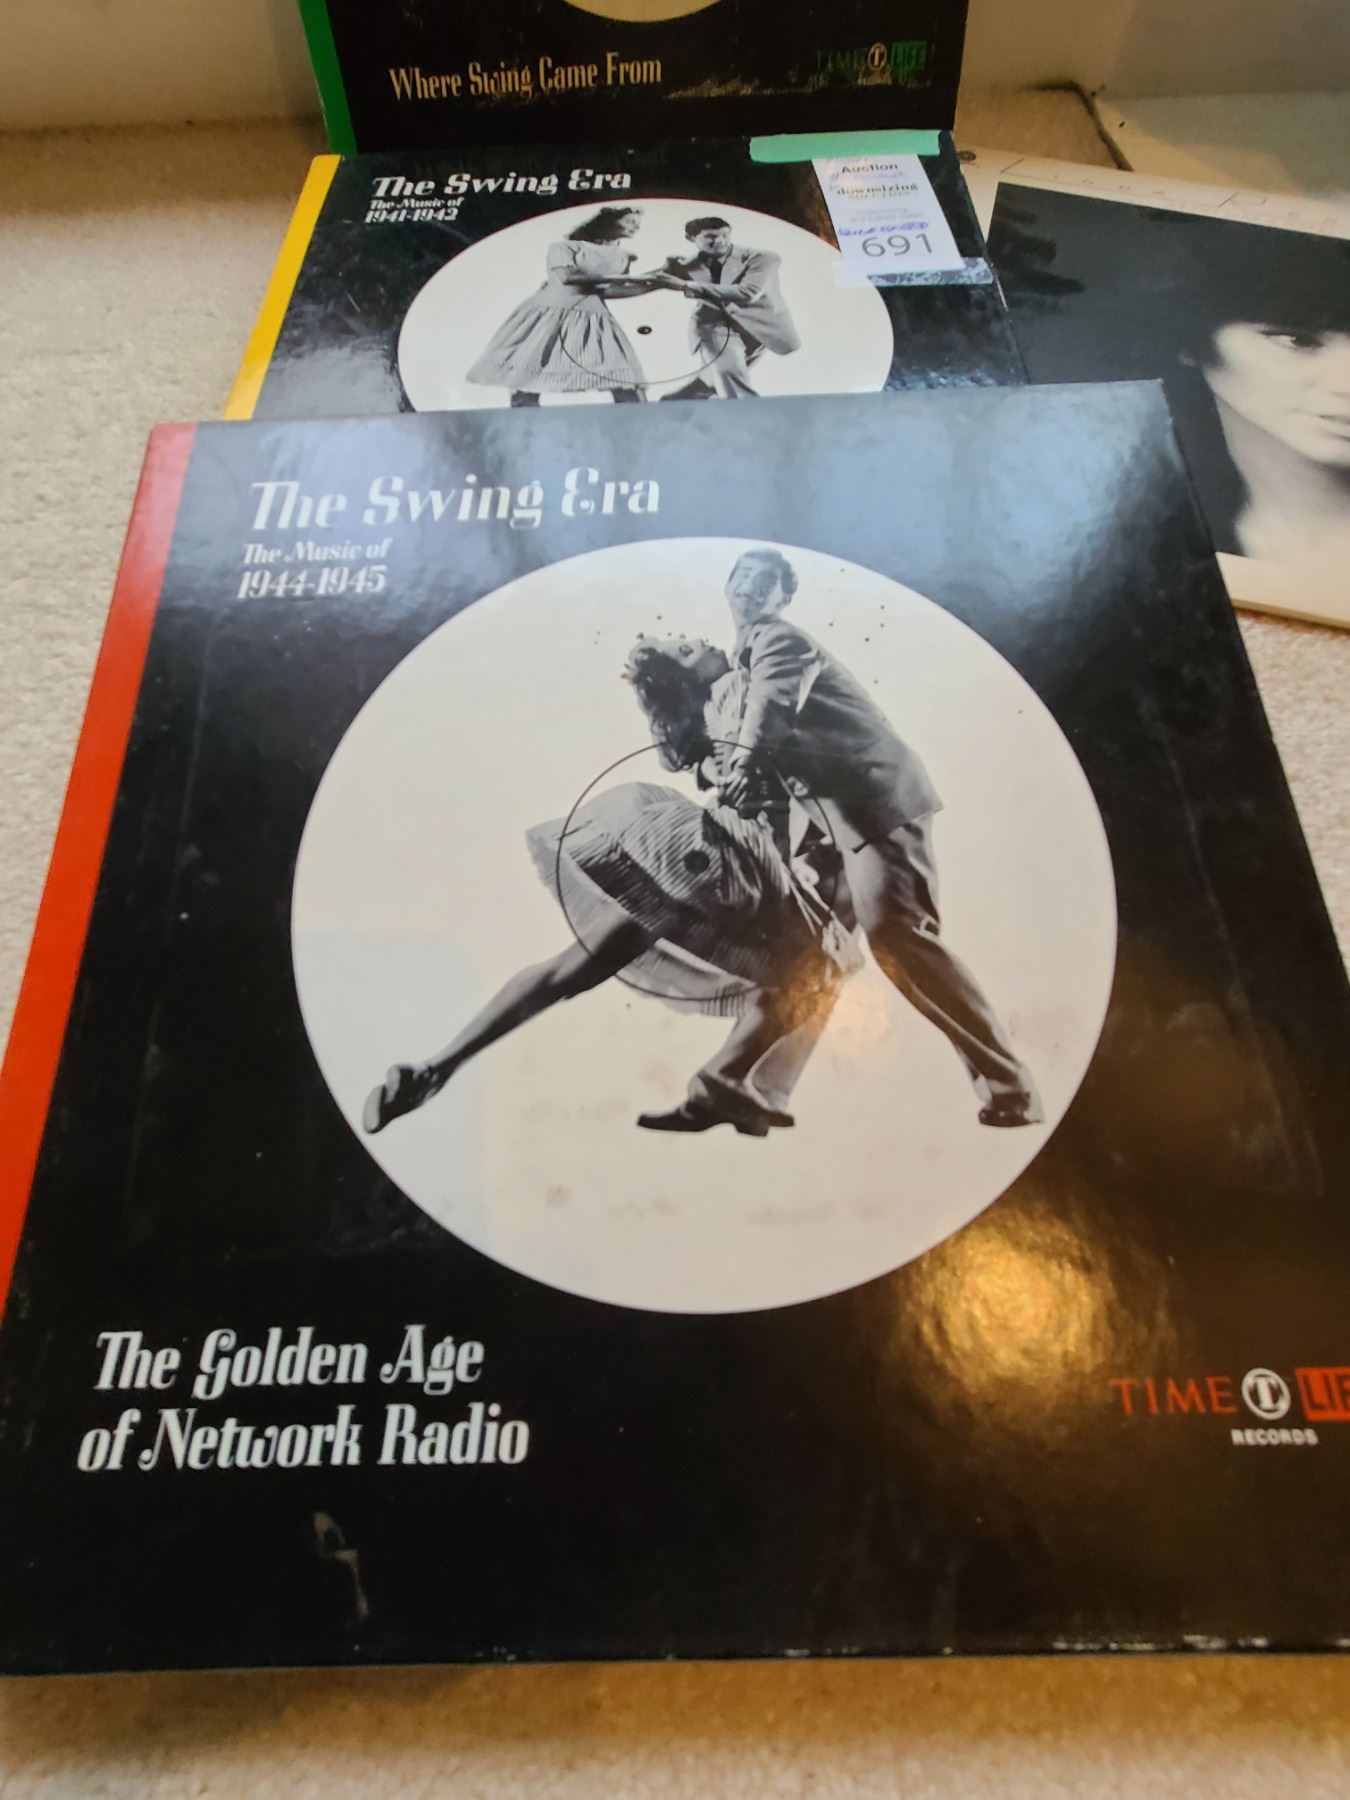 Where Swing Came From
TIME LIFE
The Swing Era
The Music of
1941-1942
Auction
downsizing
691
The Swing Era
The Music of
1944-1945
The Golden Age
of Network Radio
TIME LIFE
RECORDS